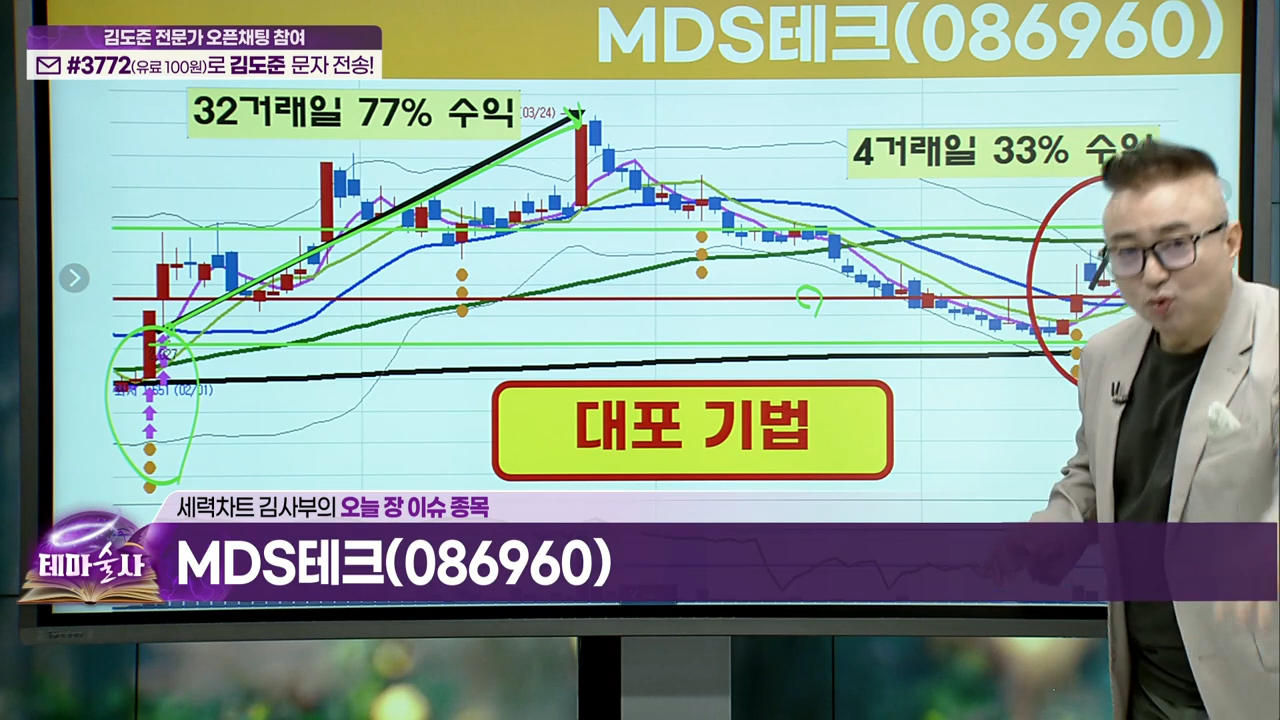 김도준 전문가 오픈채팅 참여
#3772(유료 100원)로 김도준 문자 전송!
MDS테크(086960)
32거래일 77% 수익
(03/24)
4거래일 33% 수익
(02/01)
대포 기법
세력차트 김사부의 오늘 장 이슈 종목
테마술사
MDS테크(086960)